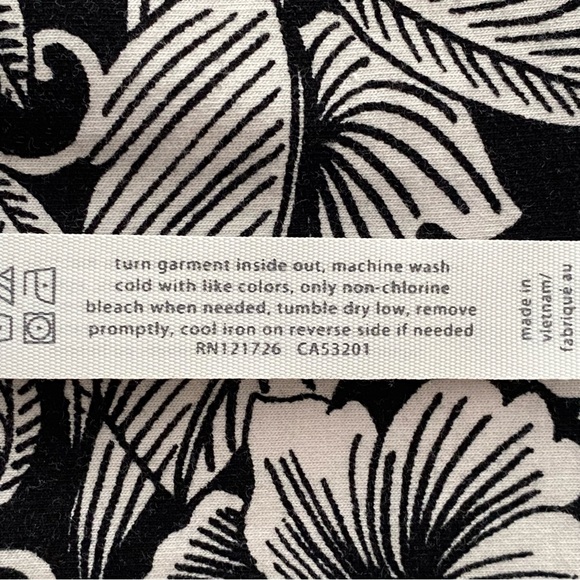 turn garment inside out, machine wash
cold with like colors, only non-chlorine
bleach when needed, tumble dry low, remove
promptly, cool iron on reverse side if needed
RN121726 CA53201
made in
vietnam/
fabrique au